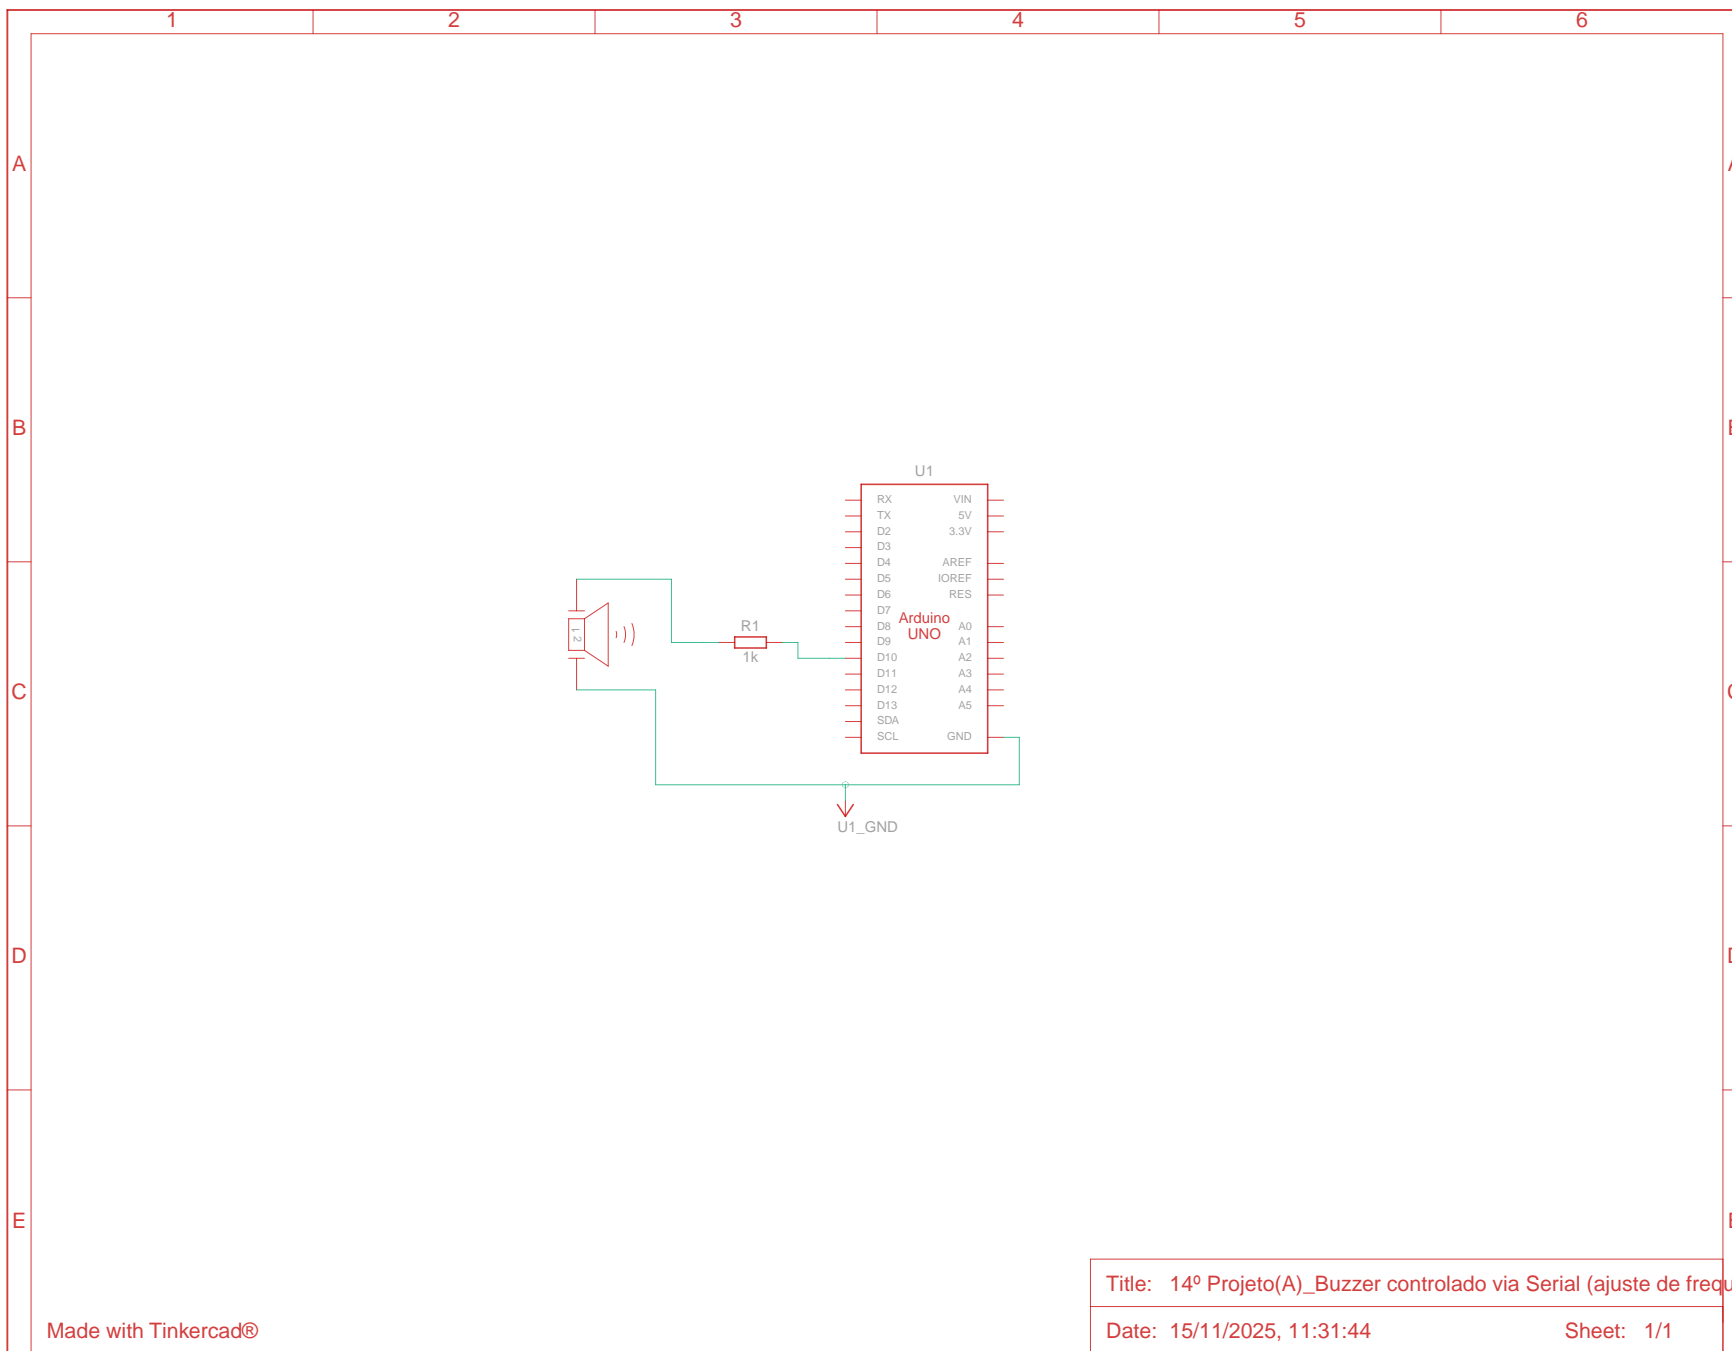 1 2 3 4 5 6
A
B
C
D
E
U1
RX VIN
TX 5V
D2 3.3V
D3
D4 AREF
D5 IOREF
D6 RES
D7
Arduino
UNO
D8 A0
D9 A1
D10 A2
D11 A3
D12 A4
D13 A5
SDA
SCL GND
R1
1k
1 2
U1_GND
Title: 14º Projeto(A)_Buzzer controlado via Serial (ajuste de frequ
Date: 15/11/2025, 11:31:44 Sheet: 1/1
Made with Tinkercad®